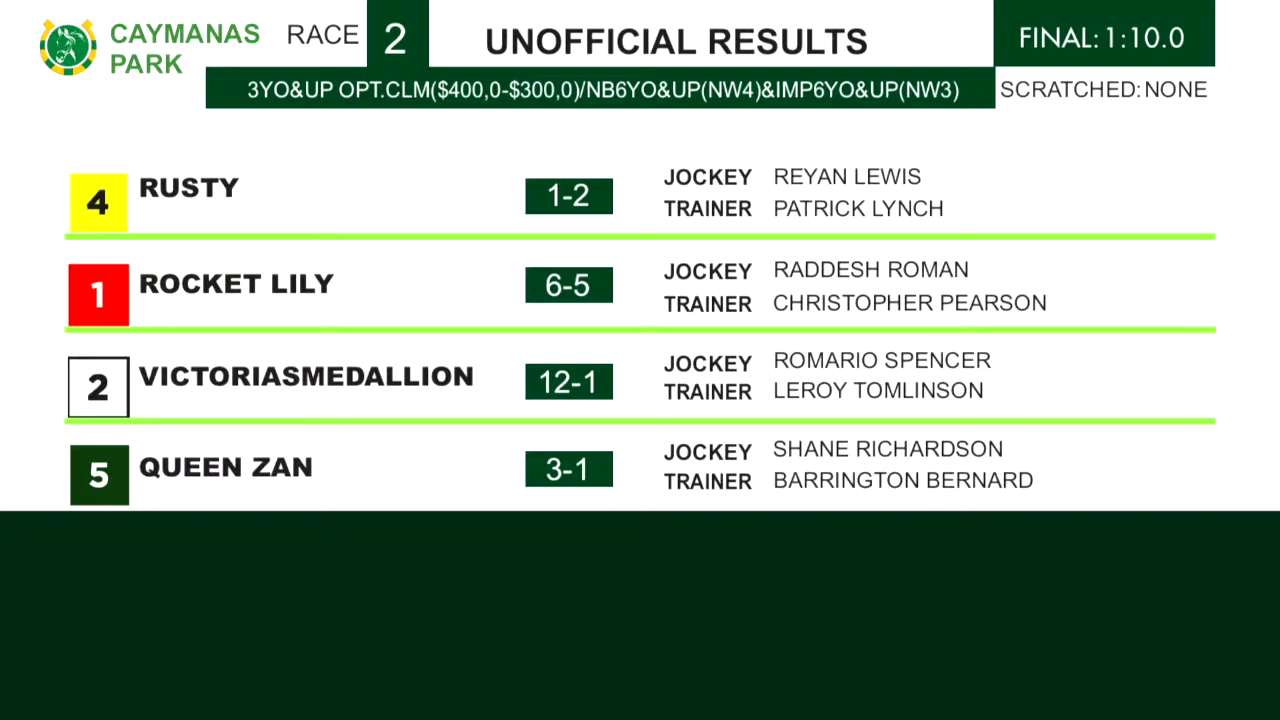 CAYMANAS
PARK
RACE 2
UNOFFICIAL RESULTS
FINAL: 1:10.0
3YO&UP OPT.CLM($400,0-$300,0)/NB6YO&UP(NW4)&IMP6YO&UP(NW3)
SCRATCHED: NONE
4 RUSTY 1-2
JOCKEY REYAN LEWIS
TRAINER PATRICK LYNCH
1 ROCKET LILY 6-5
JOCKEY RADDESH ROMAN
TRAINER CHRISTOPHER PEARSON
2 VICTORIASMEDALLION 12-1
JOCKEY ROMARIO SPENCER
TRAINER LEROY TOMLINSON
5 QUEEN ZAN 3-1
JOCKEY SHANE RICHARDSON
TRAINER BARRINGTON BERNARD